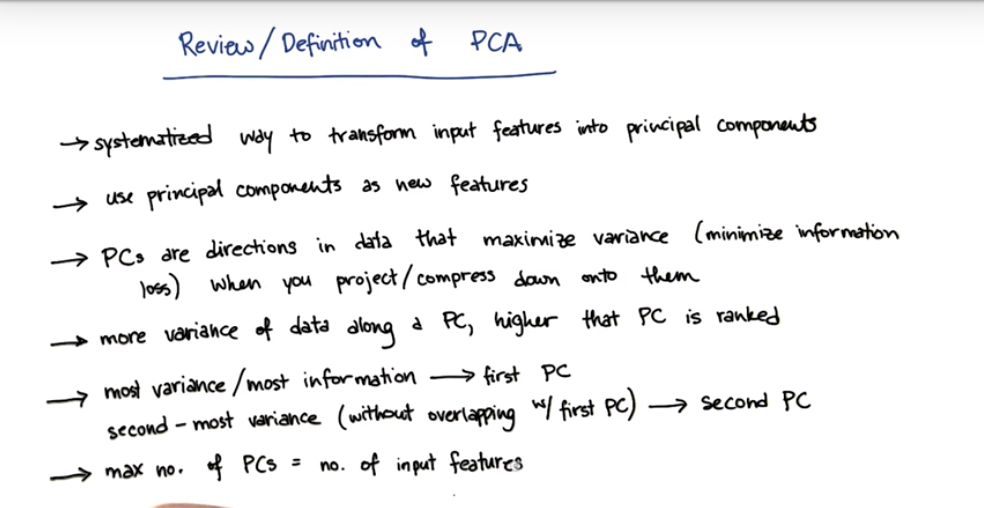 Review/Definition of PCA
→ systematized way to transform input features into principal components
→ use principal components as new features
→ PCs are directions in data that maximize variance (minimize information
loss) when you project/compress down onto them
→ more variance of data along a PC, higher that PC is ranked
→ most variance/most information → first PC
second-most variance (without overlapping w/ first PC) → second PC
→ max no. of PCs = no. of input features